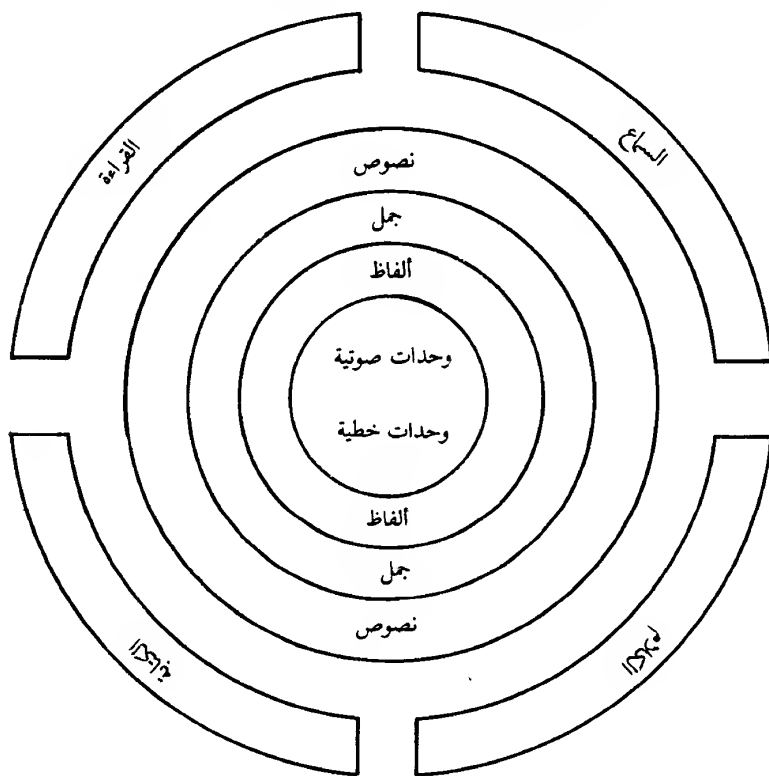 السماع
القراءة
نصوص
جمل
ألفاظ
وحدات صوتية
وحدات خطية
ألفاظ
جمل
نصوص
الكلام
الكتابة